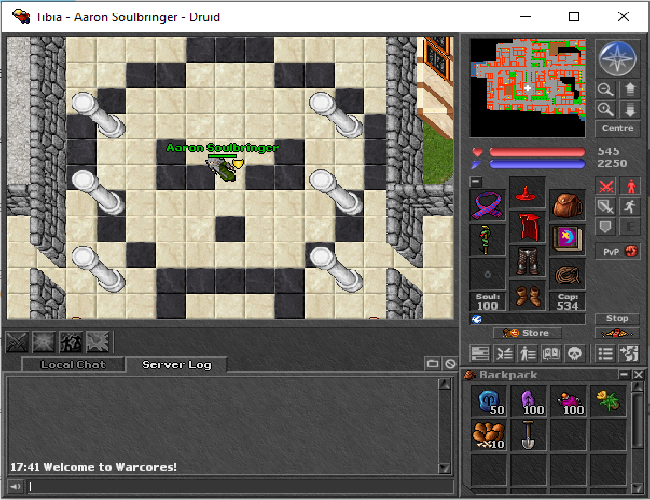 Tibia - Aaron Soulbringer - Druid
Aaron Soulbringer
Centre
545
2250
PvP
Soul:
100
Cap:
534
Stop
Store
Local Chat
Server Log
Backpack
50
100
100
10
17:41 Welcome to Warcores!